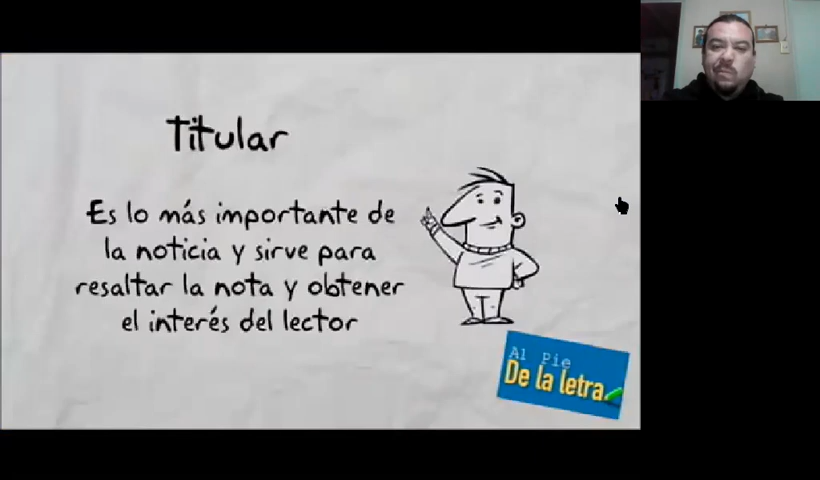 Titular
Es lo más importante de
la noticia y sirve para
resaltar la nota y obtener
el interés del lector
Al Pie
De la letra